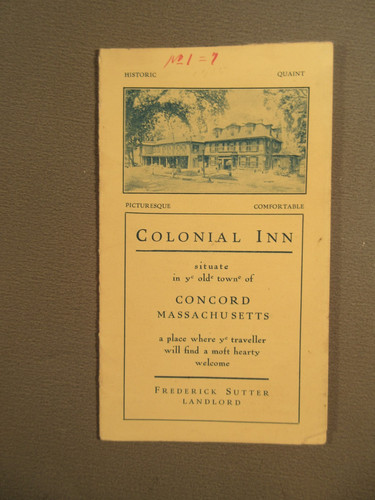 № 1 = 7
HISTORIC QUAINT
PICTURESQUE COMFORTABLE
COLONIAL INN
situate
in yᵉ oldᵉ townᵉ of
CONCORD
MASSACHUSETTS
a place where yᵉ traveller
will find a moſt hearty
welcome
FREDERICK SUTTER
LANDLORD